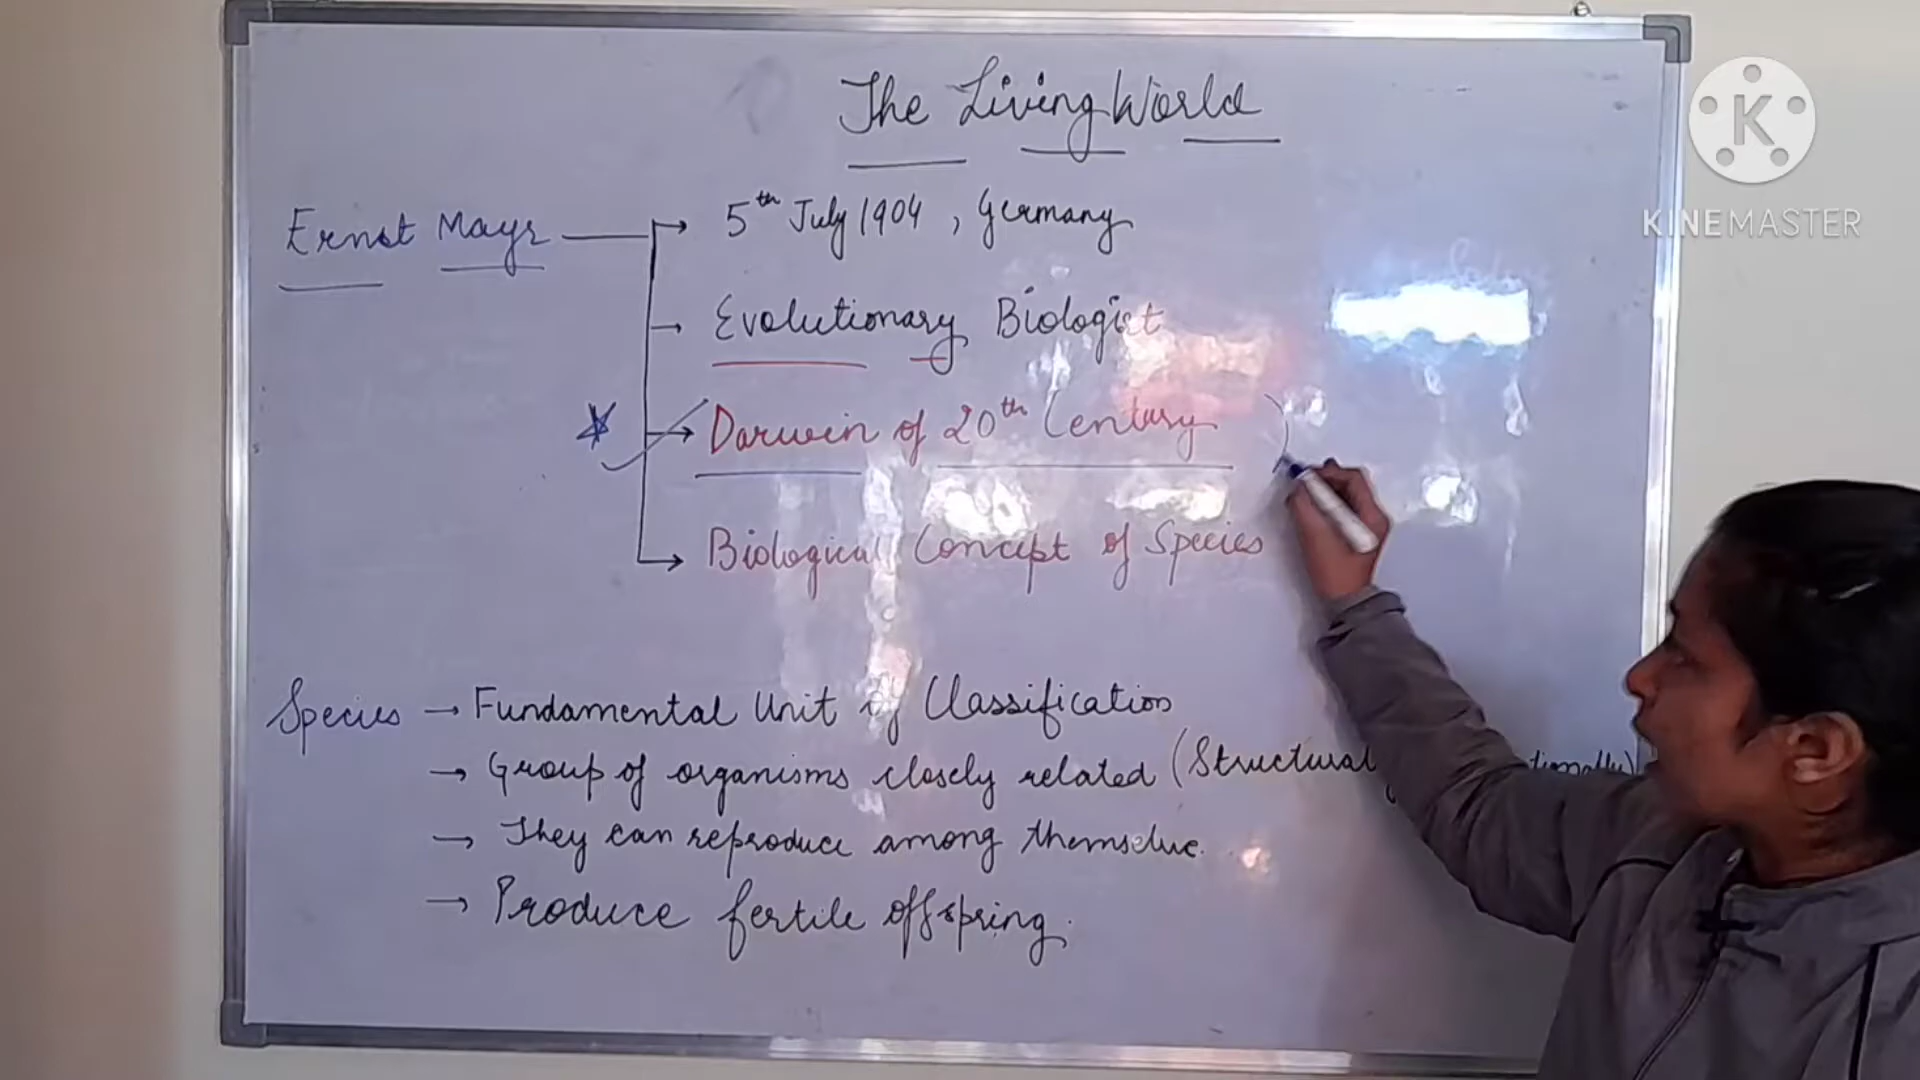 The Living World
K
KINEMASTER
Ernst Mayr → 5th July 1904, Germany
→ Evolutionary Biologist
→ Darwin of 20th Century
→ Biological Concept of Species
Species → Fundamental Unit of Classification
→ Group of organisms closely related (Structural
→ They can reproduce among themselve.
→ Produce fertile offspring.